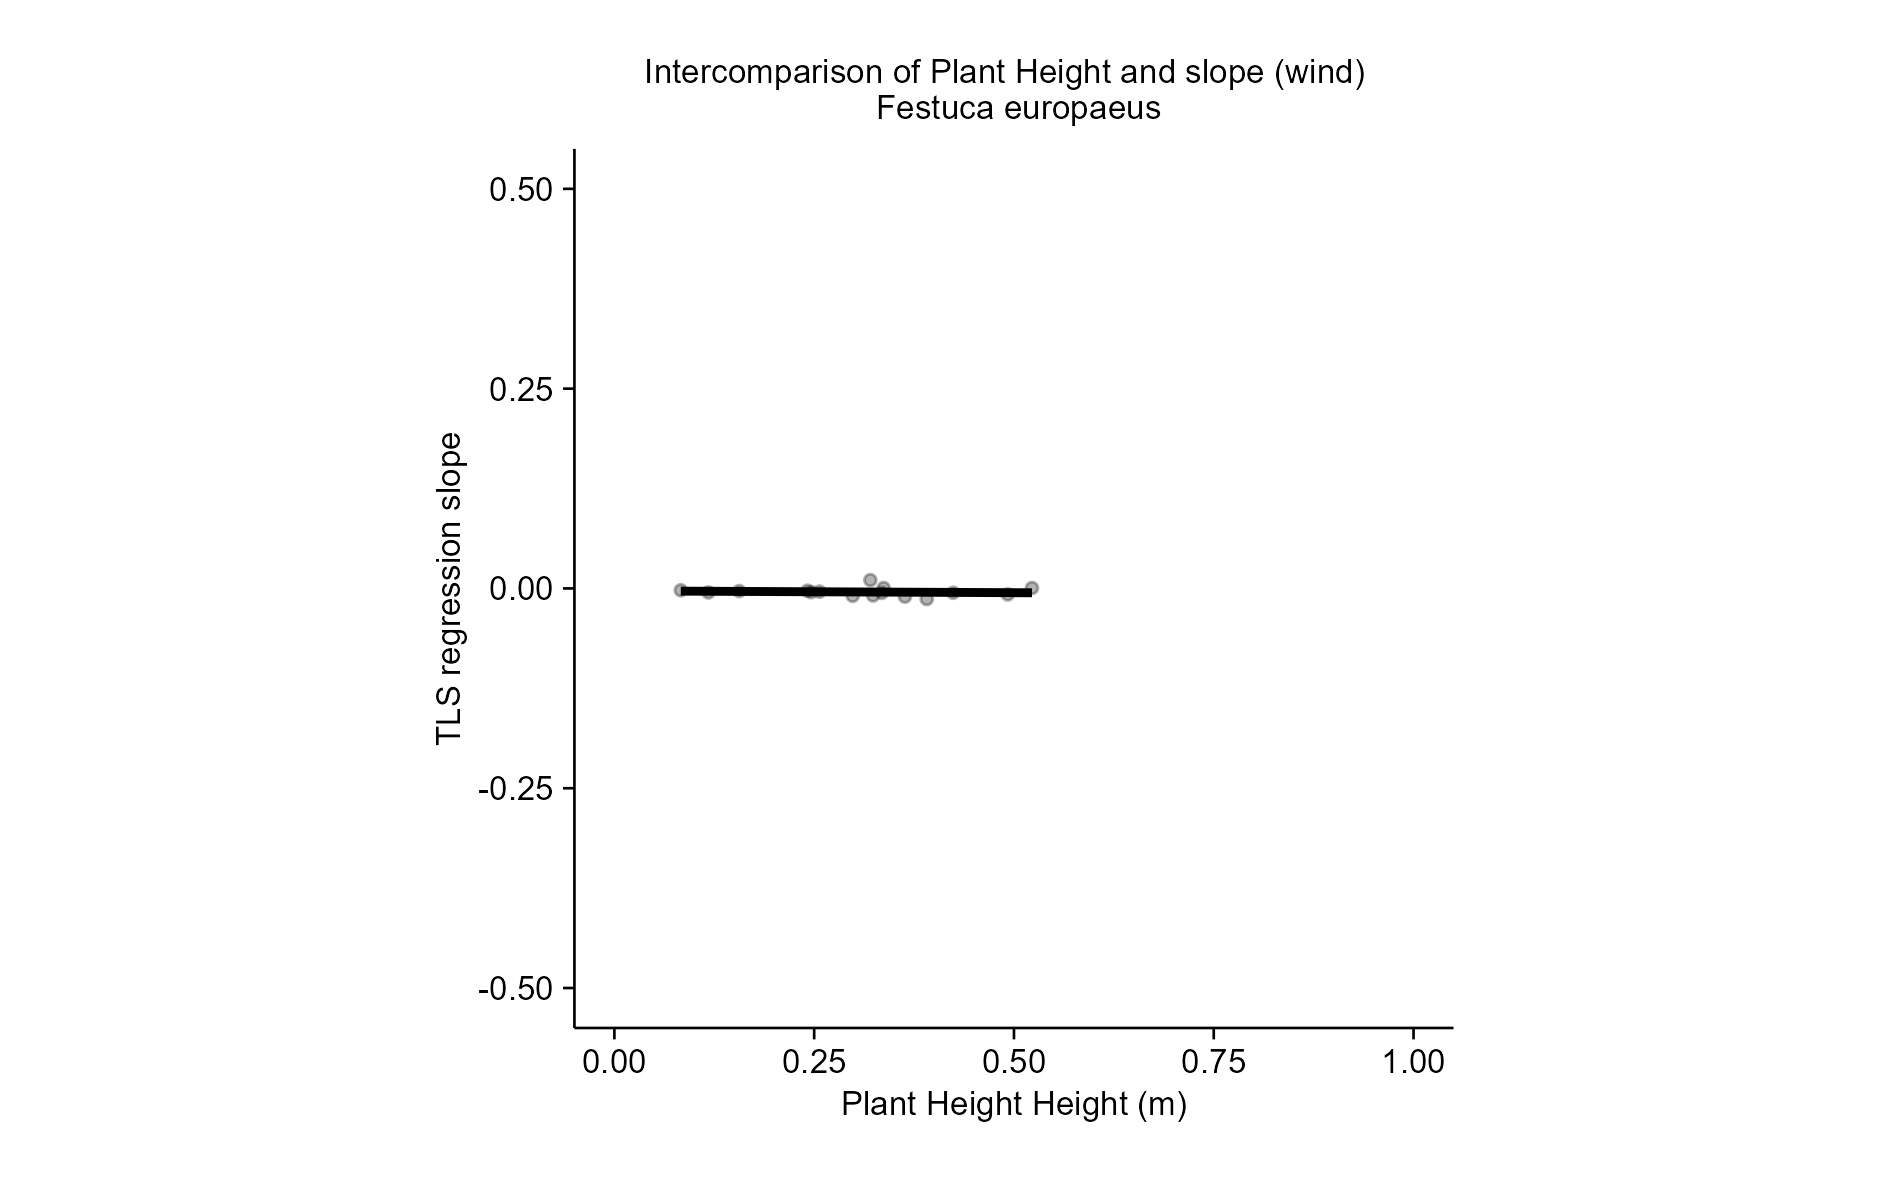 Intercomparison of Plant Height and slope (wind)
Festuca europaeus
TLS regression slope
0.50
0.25
0.00
-0.25
-0.50
0.00 0.25 0.50 0.75 1.00
Plant Height Height (m)